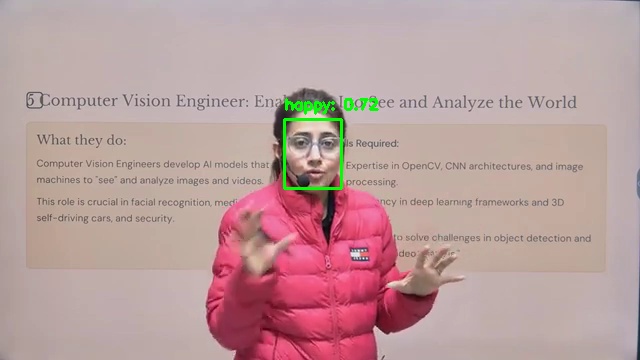 5 Computer Vision Engineer: Ena to See and Analyze the World
happy: 0.72
What they do:
Computer Vision Engineers develop AI models that
machines to "see" and analyze images and videos.
This role is crucial in facial recognition,
self-driving cars, and security.
Required:
Expertise in OpenCV, CNN architectures, and image
processing.
in deep learning frameworks and 3D
to solve challenges in object detection and
TOMMY JEANS